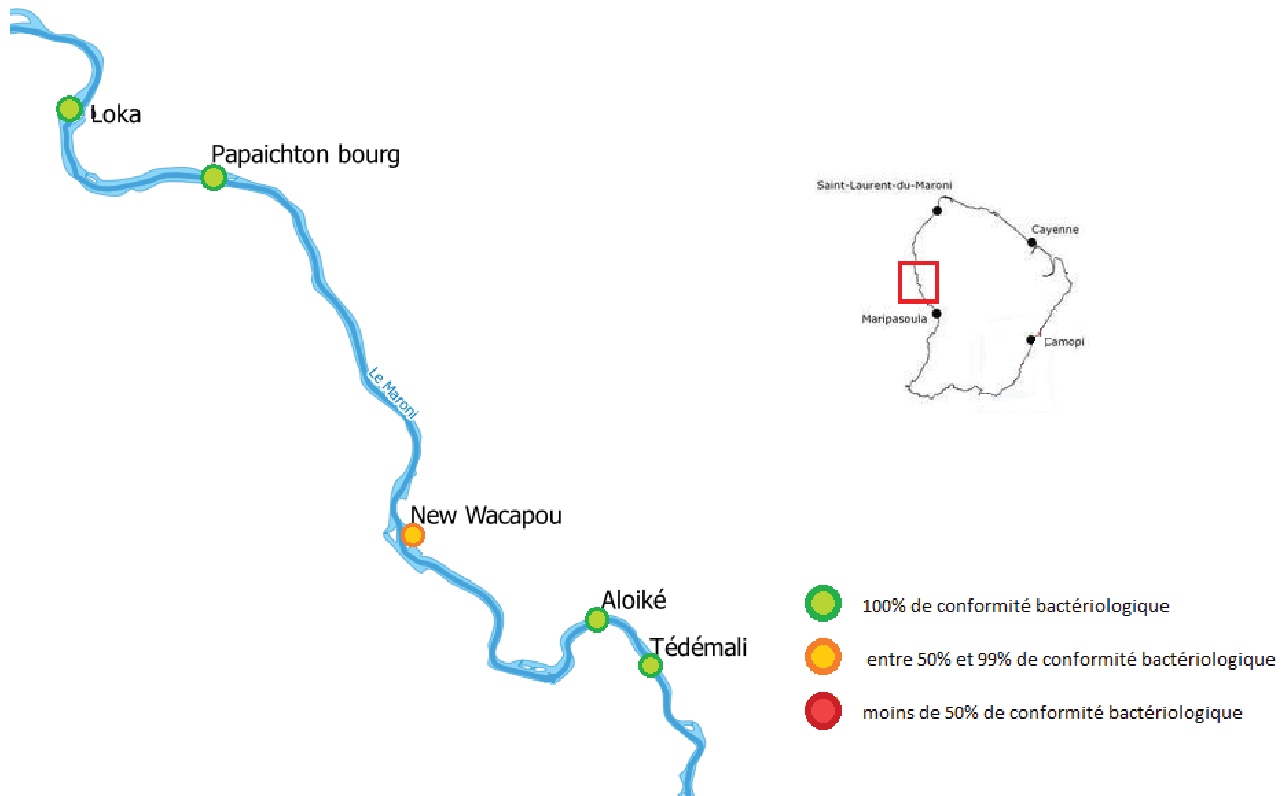 Loka
Papaichton bourg
Saint-Laurent-du-Maroni
Cayenne
Maripasoula
Camopi
Le Maroni
New Wacapou
Aloiké
Tédémali
100% de conformité bactériologique
entre 50% et 99% de conformité bactériologique
moins de 50% de conformité bactériologique